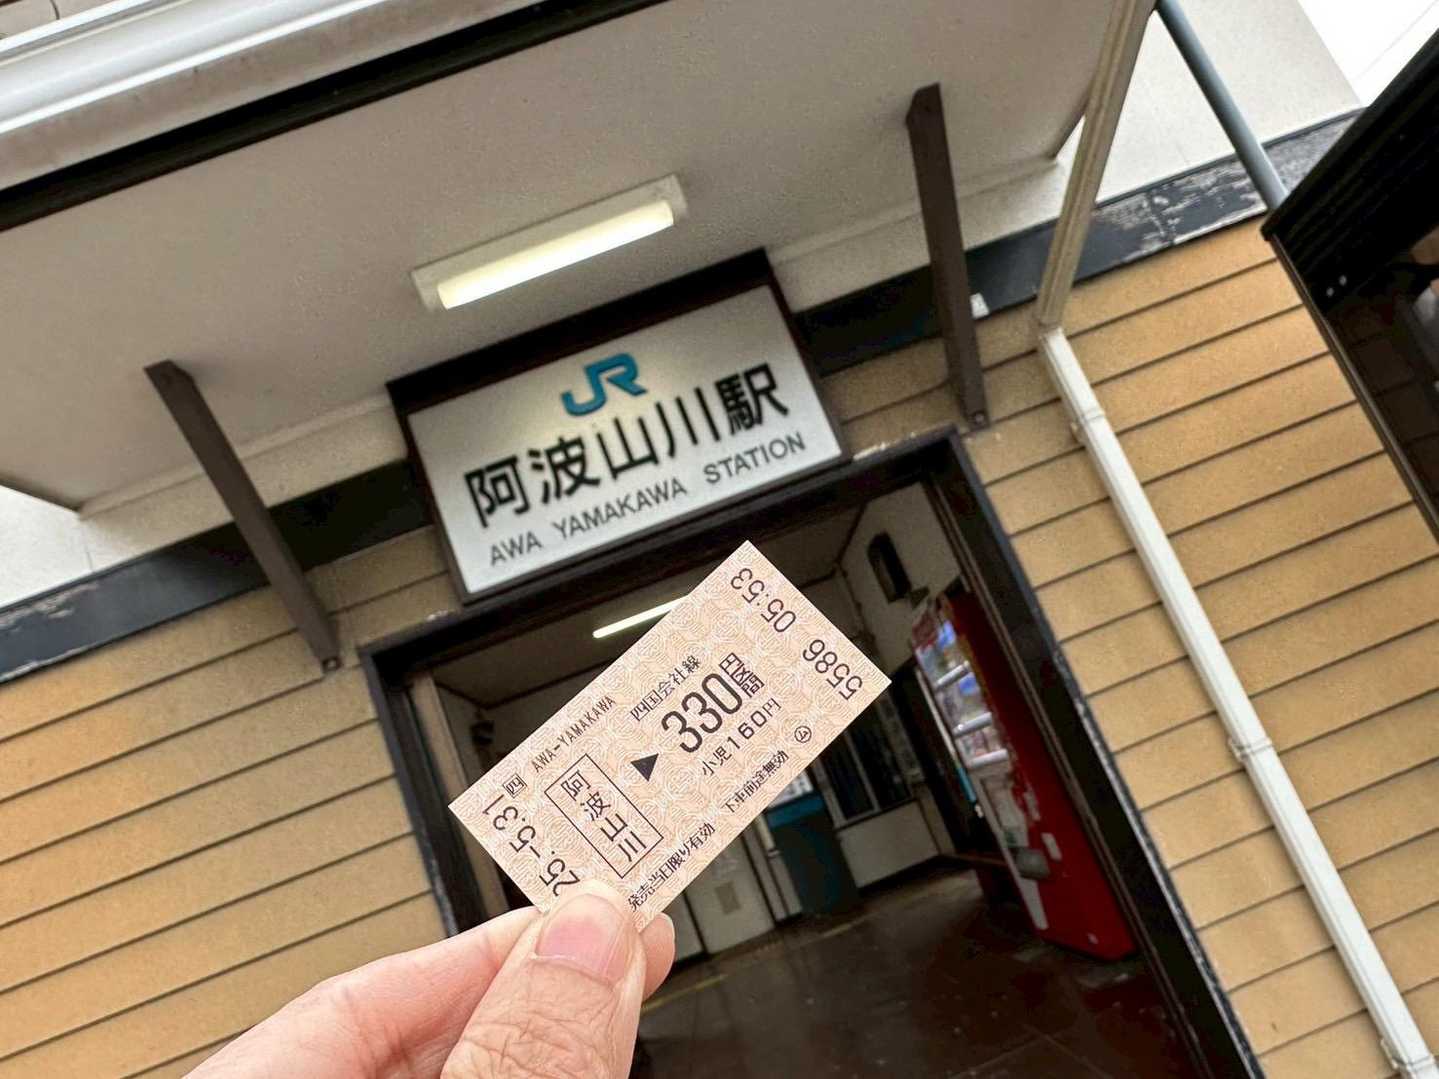 JR
阿波山川駅
AWA YAMAKAWA STATION
25.-5.31
四 AWA-YAMAKAWA
阿波山川
四国会社線
▶ 330円区間
小児160円
発売当日限り有効 下車前途無効
5586 05:53